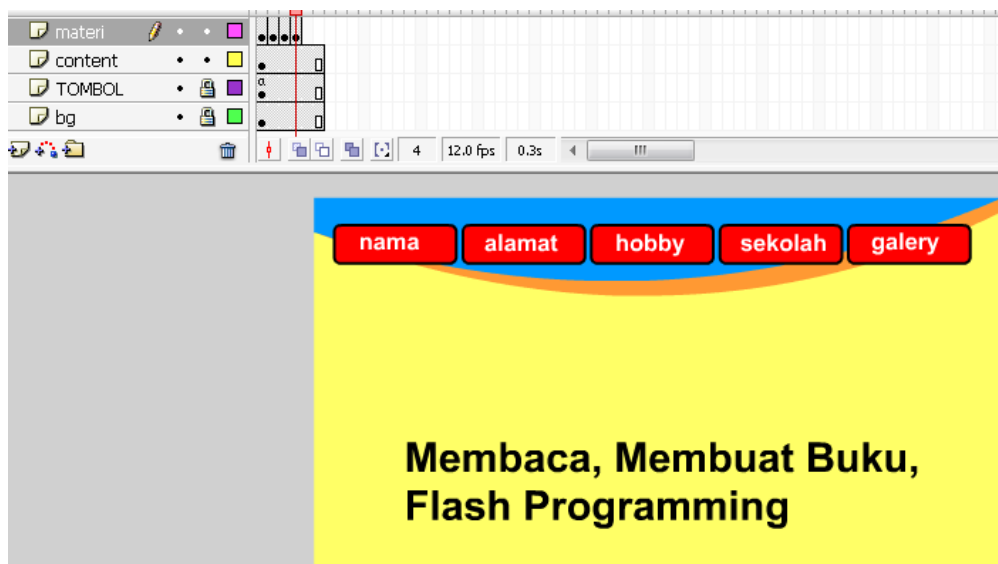 materi
content
TOMBOL
a
bg
4 12.0 fps 0.3s
nama alamat hobby sekolah galery
Membaca, Membuat Buku,
Flash Programming